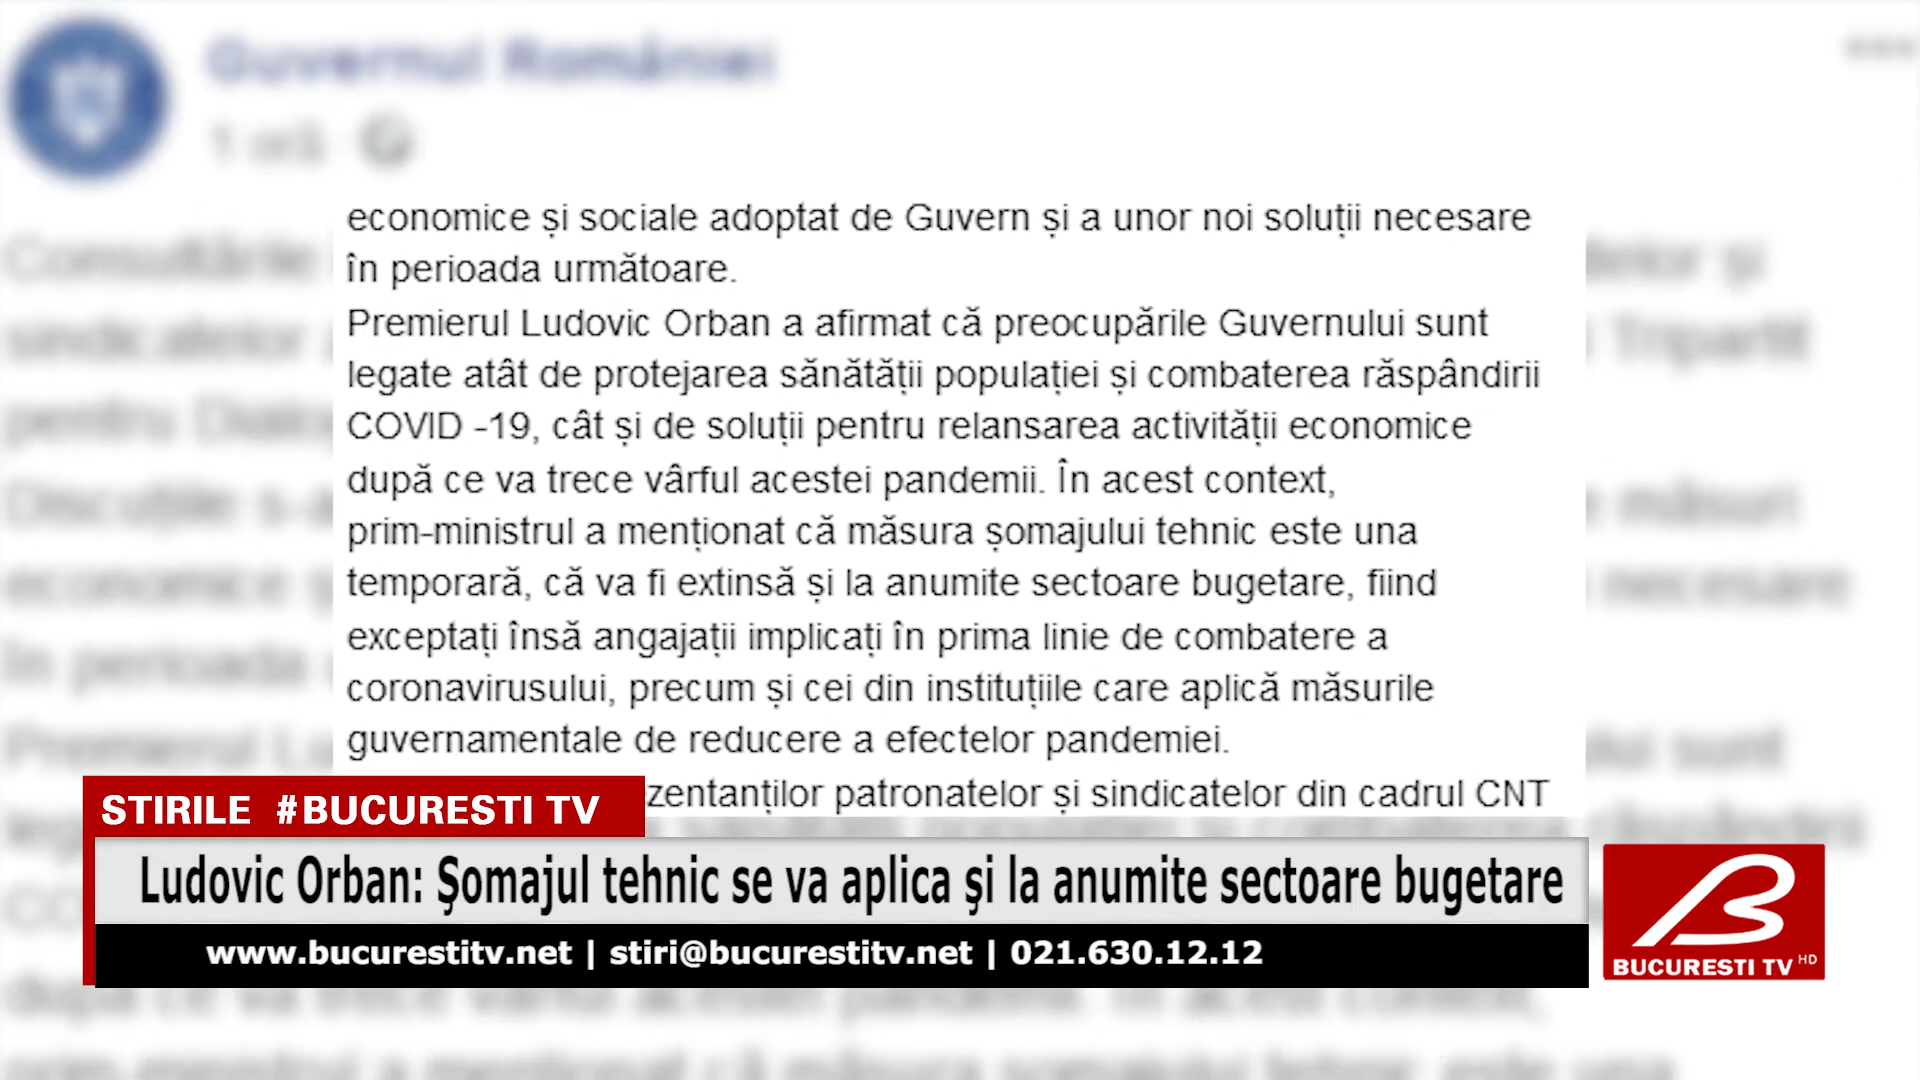 Guvernul României
1 oră
economice și sociale adoptat de Guvern și a unor noi soluții necesare
în perioada următoare.
Premierul Ludovic Orban a afirmat că preocupările Guvernului sunt
legate atât de protejarea sănătății populației și combaterea răspândirii
COVID -19, cât și de soluții pentru relansarea activității economice
după ce va trece vârful acestei pandemii. În acest context,
prim-ministrul a menționat că măsura șomajului tehnic este una
temporară, că va fi extinsă și la anumite sectoare bugetare, fiind
exceptați însă angajații implicați în prima linie de combatere a
coronavirusului, precum și cei din instituțiile care aplică măsurile
guvernamentale de reducere a efectelor pandemiei.
zentanților patronatelor și sindicatelor din cadrul CNT
STIRILE #BUCURESTI TV
Ludovic Orban: Şomajul tehnic se va aplica şi la anumite sectoare bugetare
www.bucurestitv.net | stiri@bucurestitv.net | 021.630.12.12
BUCURESTI TV HD